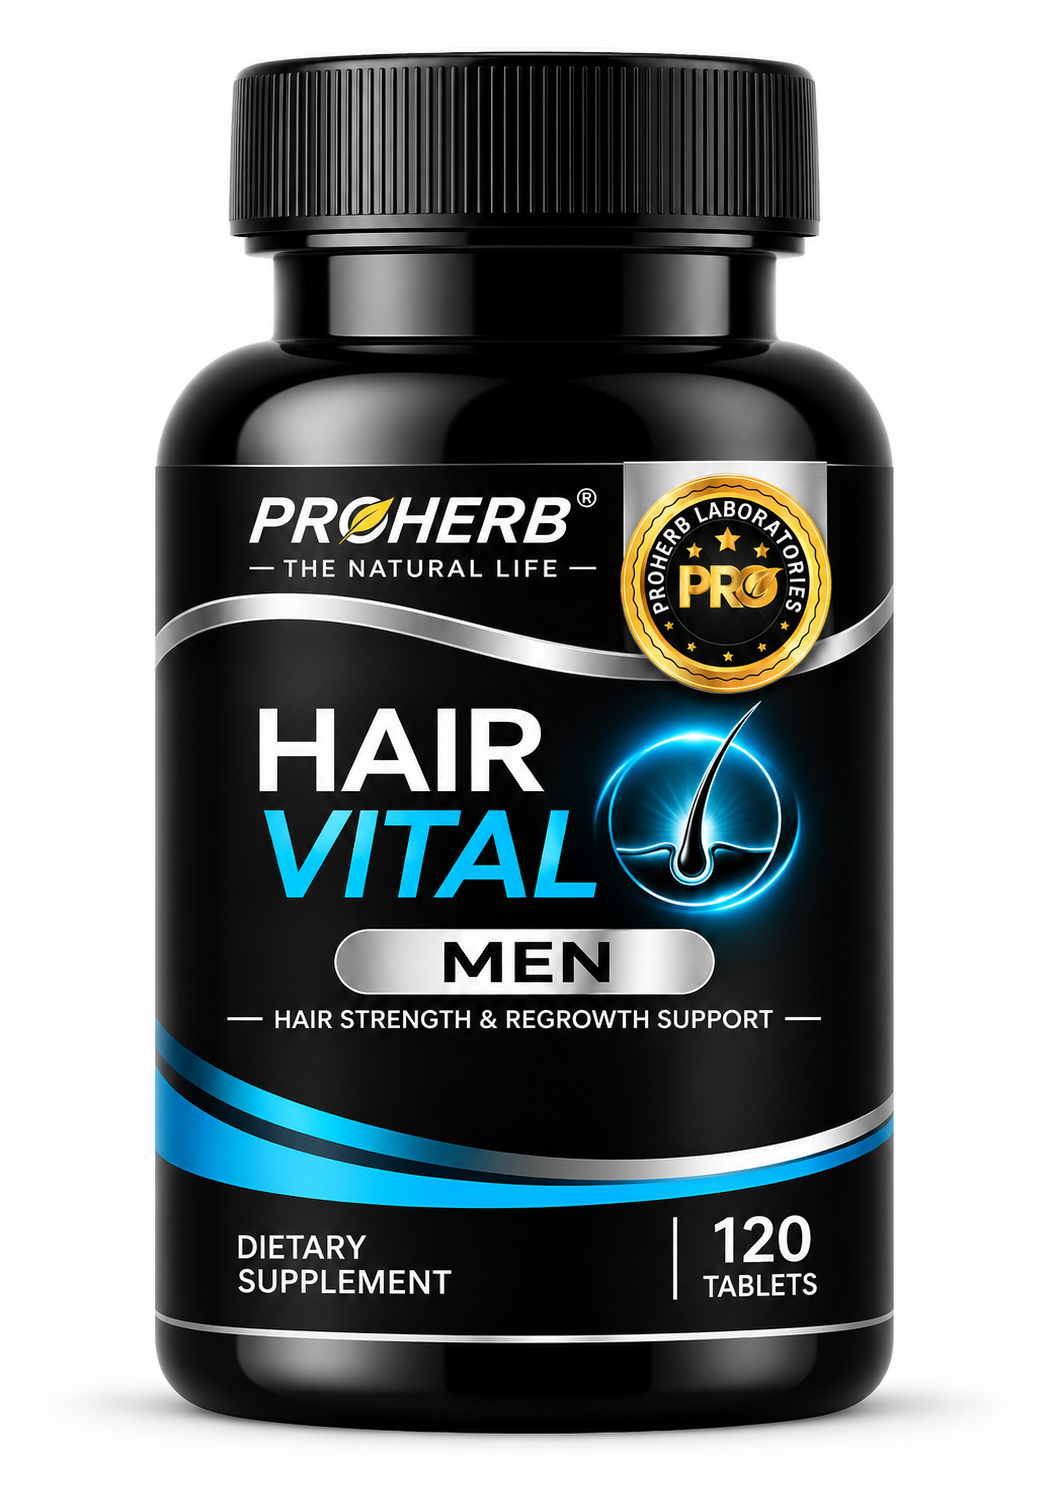 PROHERB®
— THE NATURAL LIFE —
PROHERB LABORATORIES
PRO
HAIR
VITAL
MEN
— HAIR STRENGTH & REGROWTH SUPPORT —
DIETARY
SUPPLEMENT
120
TABLETS